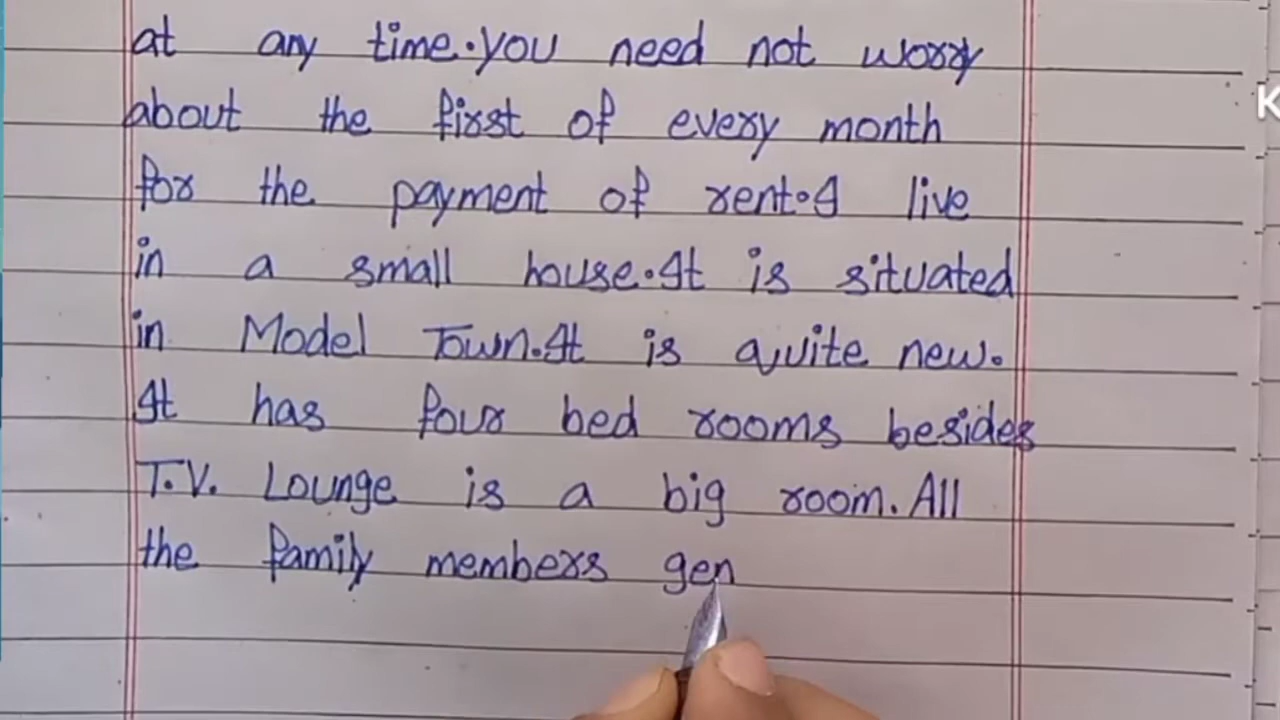 at any time.you need not worry
about the first of every month
for the payment of rent.I live
in a small house.It is situated
in Model Town.It is quite new.
It has four bed rooms besides
T.V. Lounge is a big room.All
the family members gen
K